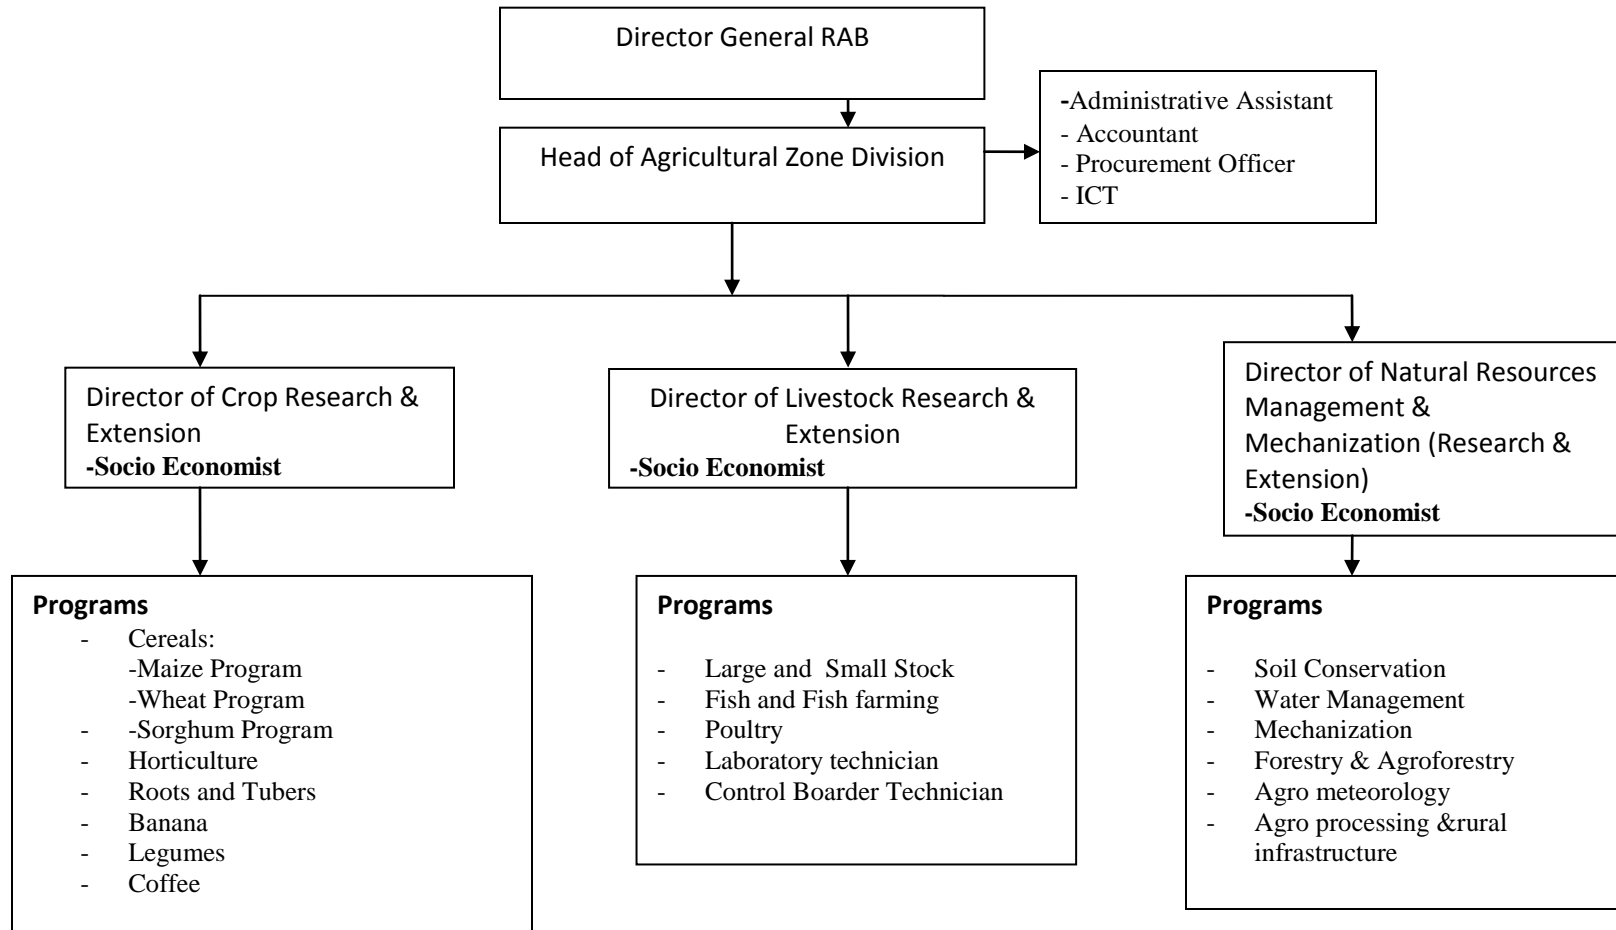 Director General RAB
-Administrative Assistant
- Accountant
- Procurement Officer
- ICT
Head of Agricultural Zone Division
Director of Crop Research &
Extension
-Socio Economist
Director of Livestock Research &
Extension
-Socio Economist
Director of Natural Resources
Management &
Mechanization (Research &
Extension)
-Socio Economist
Programs
- Cereals:
-Maize Program
-Wheat Program
- -Sorghum Program
- Horticulture
- Roots and Tubers
- Banana
- Legumes
- Coffee
Programs
- Large and  Small Stock
- Fish and Fish farming
- Poultry
- Laboratory technician
- Control Boarder Technician
Programs
- Soil Conservation
- Water Management
- Mechanization
- Forestry & Agroforestry
- Agro meteorology
- Agro processing &rural
infrastructure